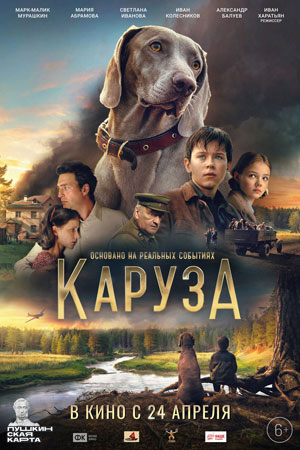 МАРК-МАЛИК МУРАШКИН
МАРИЯ АБРАМОВА
СВЕТЛАНА ИВАНОВА
ИВАН КОЛЕСНИКОВ
АЛЕКСАНДР БАЛУЕВ
ИВАН ХАРАТЬЯН
РЕЖИССЕР
ОСНОВАНО НА РЕАЛЬНЫХ СОБЫТИЯХ
КАРУЗА
В КИНО С 24 АПРЕЛЯ
ПУШКИН
СКАЯ
КАРТА
6+